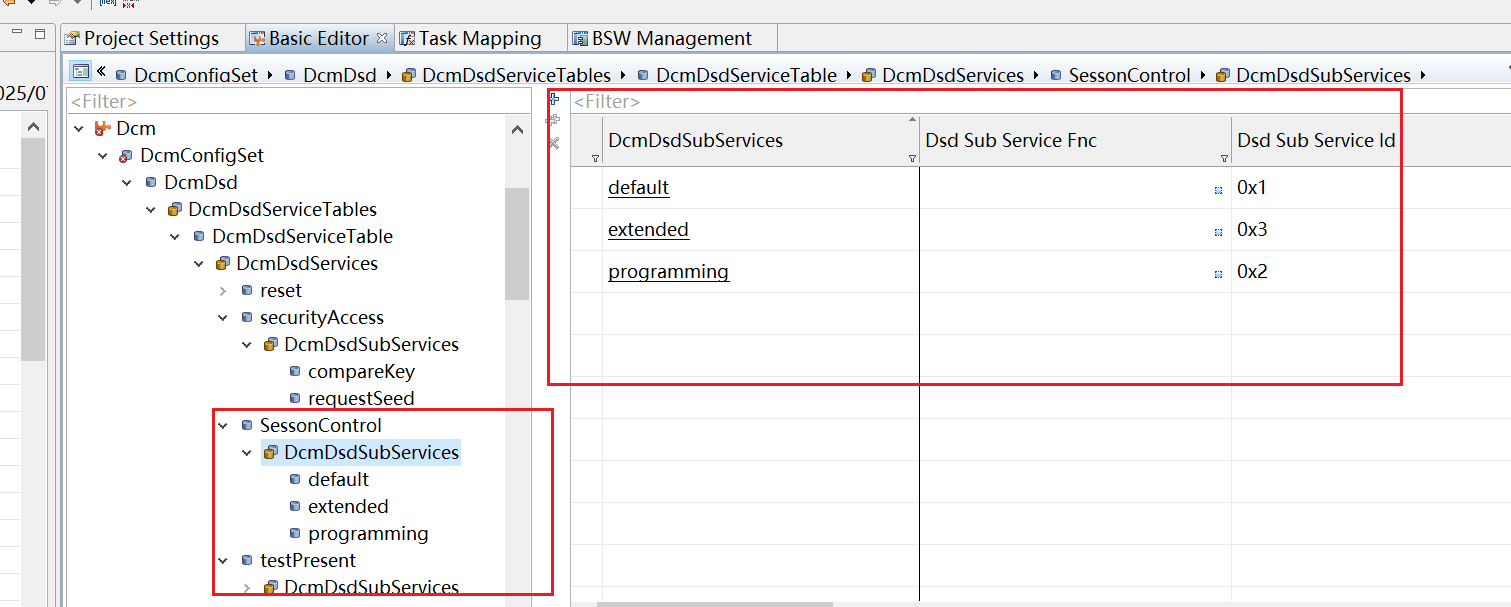 Project Settings Basic Editor Task Mapping BSW Management
« DcmConfigSet DcmDsd DcmDsdServiceTables DcmDsdServiceTable DcmDsdServices SessonControl DcmDsdSubServices
025/0
<Filter>
Dcm
DcmConfigSet
DcmDsd
DcmDsdServiceTables
DcmDsdServiceTable
DcmDsdServices
reset
securityAccess
DcmDsdSubServices
compareKey
requestSeed
SessonControl
DcmDsdSubServices
default
extended
programming
testPresent
DcmDsdSubServices
<Filter>
DcmDsdSubServices Dsd Sub Service Fnc Dsd Sub Service Id
default 0x1
extended 0x3
programming 0x2